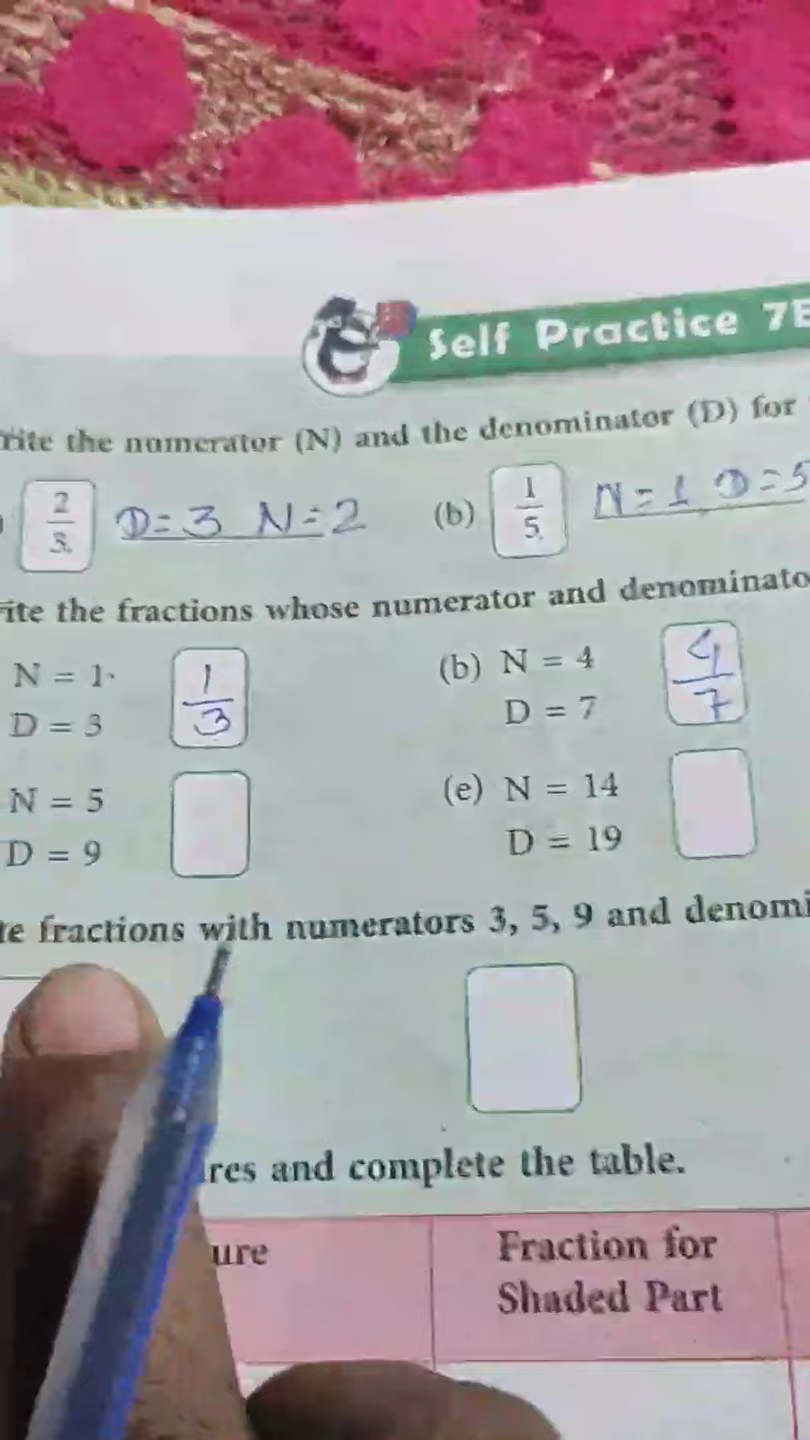 Self Practice 7B
rite the numerator (N) and the denominator (D) for
2/3 D=3 N=2 (b) 1/5 N=1 D=5
rite the fractions whose numerator and denominato
N = 1 1/3 (b) N = 4 4/7
D = 3 D = 7
N = 5 (e) N = 14
D = 9 D = 19
te fractions with numerators 3, 5, 9 and denomi
res and complete the table.
ure Fraction for
Shaded Part